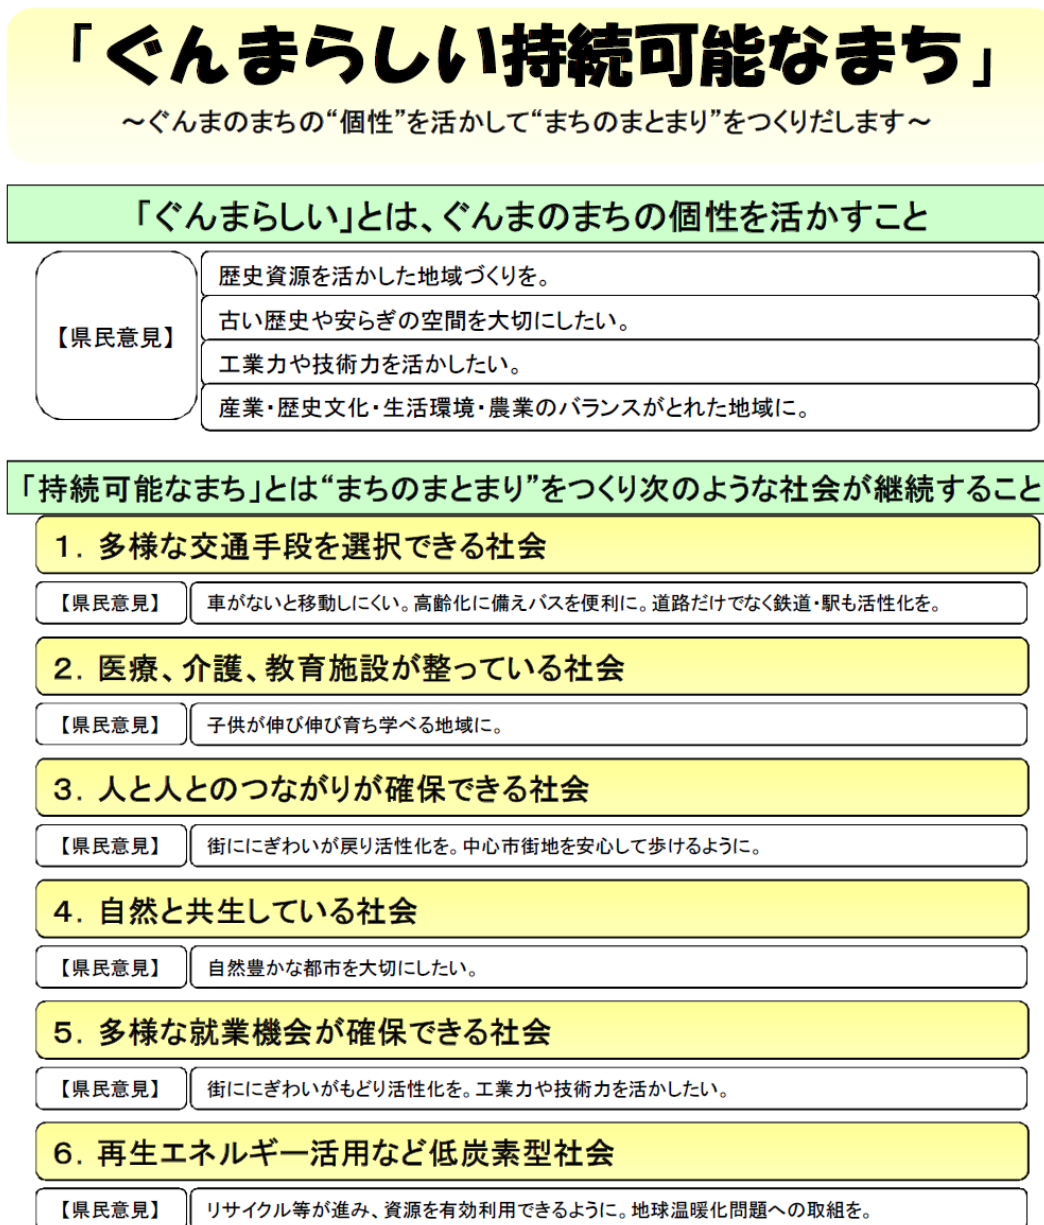 「ぐんまらしい持続可能なまち」
～ぐんまのまちの“個性”を活かして“まちのまとまり”をつくりだします～
「ぐんまらしい」とは、ぐんまのまちの個性を活かすこと
【県民意見】
歴史資源を活かした地域づくりを。
古い歴史や安らぎの空間を大切にしたい。
工業力や技術力を活かしたい。
産業・歴史文化・生活環境・農業のバランスがとれた地域に。
「持続可能なまち」とは“まちのまとまり”をつくり次のような社会が継続すること
１．多様な交通手段を選択できる社会
【県民意見】 車がないと移動しにくい。高齢化に備えバスを便利に。道路だけでなく鉄道・駅も活性化を。
２．医療、介護、教育施設が整っている社会
【県民意見】 子供が伸び伸び育ち学べる地域に。
３．人と人とのつながりが確保できる社会
【県民意見】 街ににぎわいが戻り活性化を。中心市街地を安心して歩けるように。
４．自然と共生している社会
【県民意見】 自然豊かな都市を大切にしたい。
５．多様な就業機会が確保できる社会
【県民意見】 街ににぎわいがもどり活性化を。工業力や技術力を活かしたい。
６．再生エネルギー活用など低炭素型社会
【県民意見】 リサイクル等が進み、資源を有効利用できるように。地球温暖化問題への取組を。